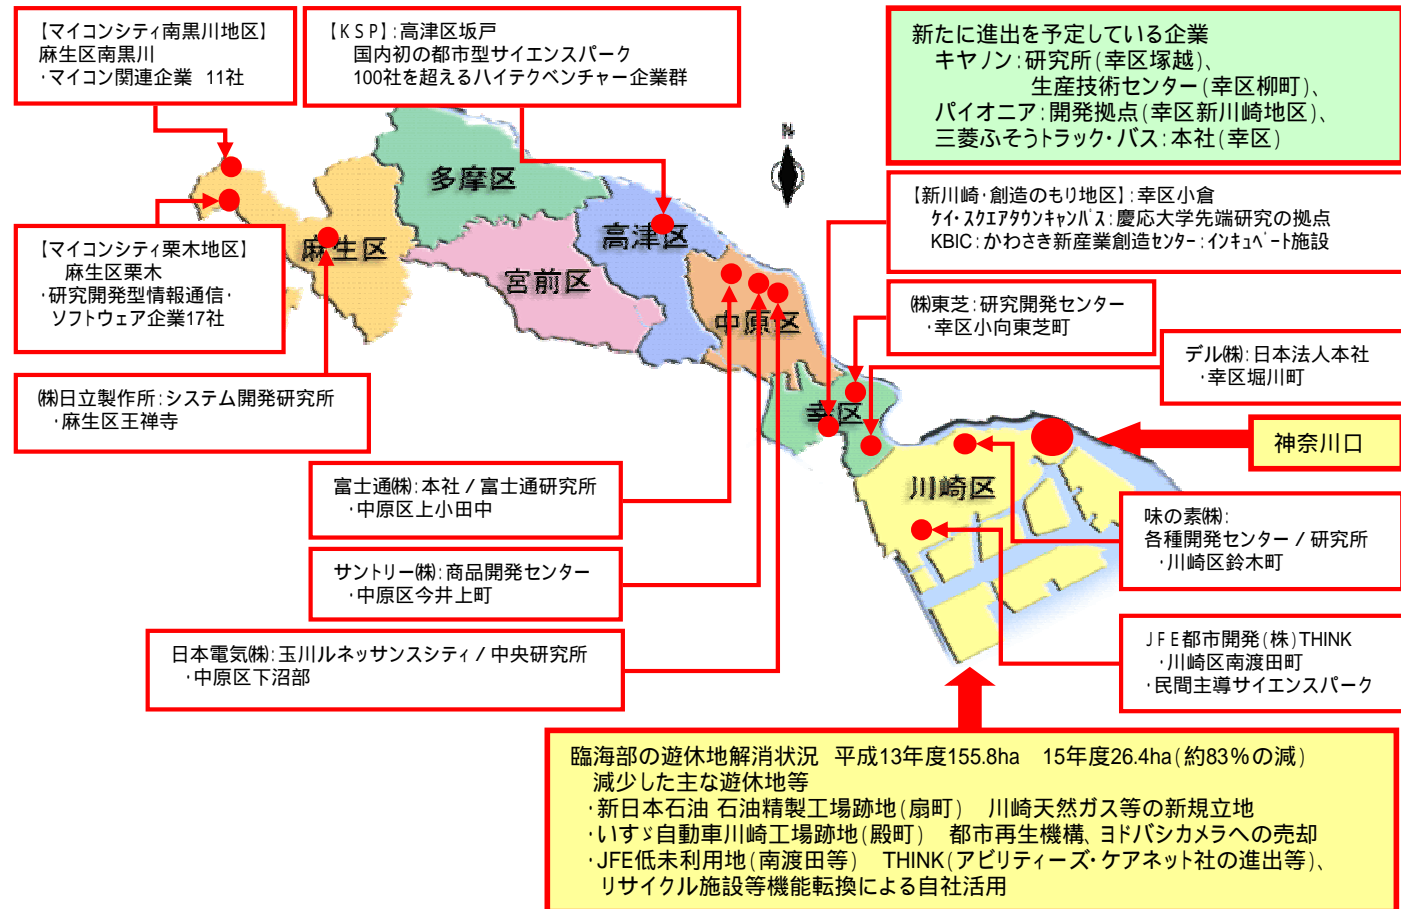 【マイコンシティ南黒川地区】
麻生区南黒川
・マイコン関連企業 11社
【KSP】:高津区坂戸
国内初の都市型サイエンスパーク
100社を超えるハイテクベンチャー企業群
新たに進出を予定している企業
キヤノン:研究所(幸区塚越)、
生産技術センター(幸区柳町)、
パイオニア:開発拠点(幸区新川崎地区)、
三菱ふそうトラック・バス:本社(幸区)
N
【新川崎・創造のもり地区】:幸区小倉
ケイ・スクエアタウンキャンパス:慶応大学先端研究の拠点
KBIC:かわさき新産業創造センター:インキュベート施設
多摩区
麻生区
高津区
宮前区
中原区
幸区
川崎区
【マイコンシティ栗木地区】
麻生区栗木
・研究開発型情報通信・
ソフトウェア企業17社
㈱東芝:研究開発センター
・幸区小向東芝町
デル㈱:日本法人本社
・幸区堀川町
㈱日立製作所:システム開発研究所
・麻生区王禅寺
神奈川口
富士通㈱:本社/富士通研究所
・中原区上小田中
味の素㈱:
各種開発センター/研究所
・川崎区鈴木町
サントリー㈱:商品開発センター
・中原区今井上町
日本電気㈱:玉川ルネッサンスシティ/中央研究所
・中原区下沼部
JFE都市開発(株)THINK
・川崎区南渡田町
・民間主導サイエンスパーク
臨海部の遊休地解消状況 平成13年度155.8ha 15年度26.4ha(約83%の減)
減少した主な遊休地等
・新日本石油 石油精製工場跡地(扇町) 川崎天然ガス等の新規立地
・いすゞ自動車川崎工場跡地(殿町) 都市再生機構、ヨドバシカメラへの売却
・JFE低未利用地(南渡田等) THINK(アビリティーズ・ケアネット社の進出等)、
リサイクル施設等機能転換による自社活用